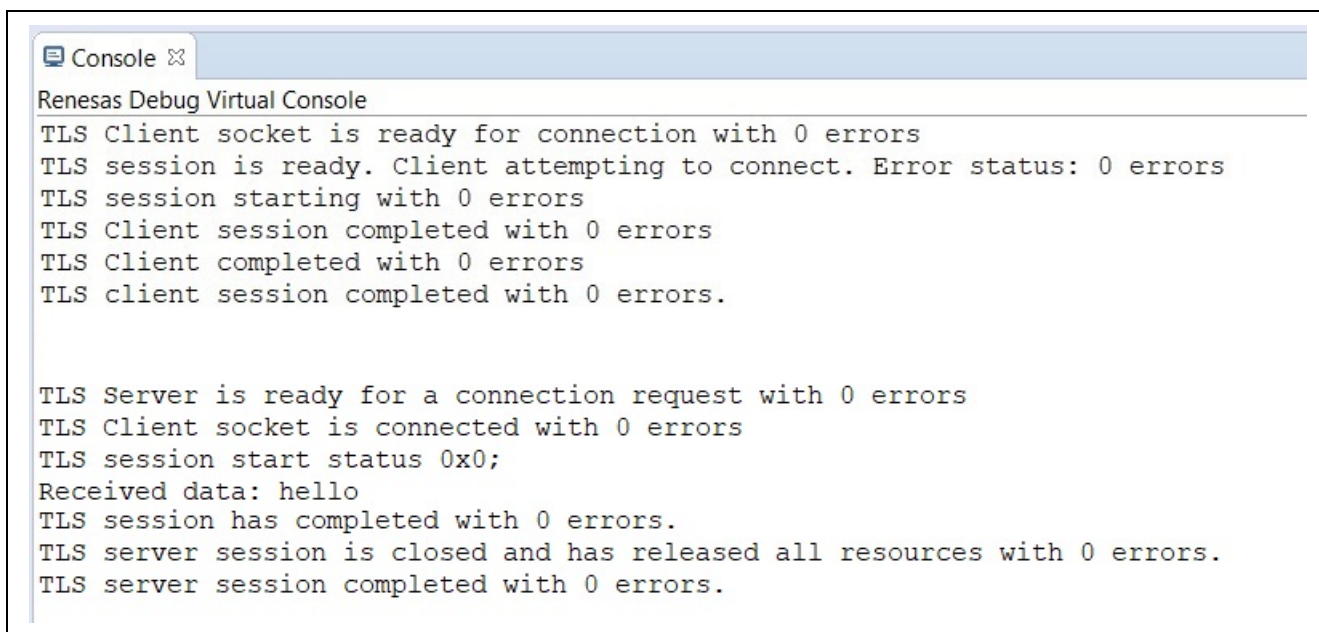 Console
Renesas Debug Virtual Console
TLS Client socket is ready for connection with 0 errors
TLS session is ready. Client attempting to connect. Error status: 0 errors
TLS session starting with 0 errors
TLS Client session completed with 0 errors
TLS Client completed with 0 errors
TLS client session completed with 0 errors.
TLS Server is ready for a connection request with 0 errors
TLS Client socket is connected with 0 errors
TLS session start status 0x0;
Received data: hello
TLS session has completed with 0 errors.
TLS server session is closed and has released all resources with 0 errors.
TLS server session completed with 0 errors.